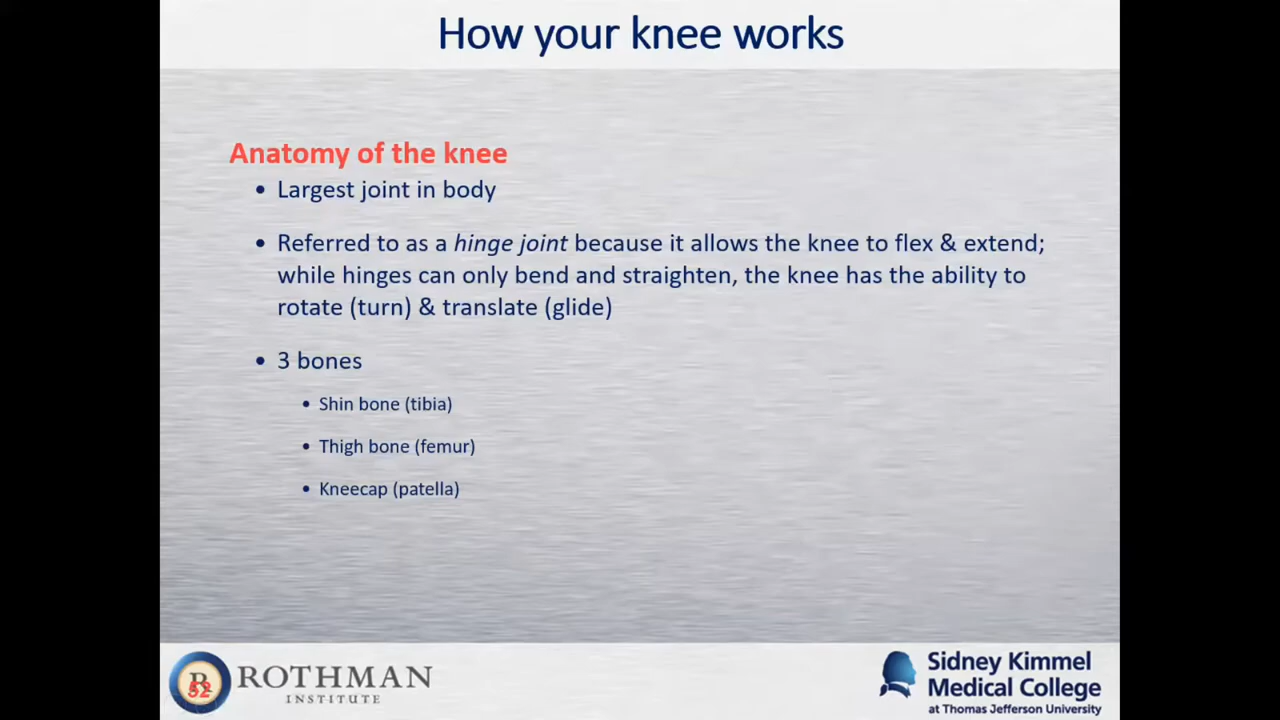 How your knee works
Anatomy of the knee
• Largest joint in body
• Referred to as a hinge joint because it allows the knee to flex & extend;
while hinges can only bend and straighten, the knee has the ability to
rotate (turn) & translate (glide)
• 3 bones
• Shin bone (tibia)
• Thigh bone (femur)
• Kneecap (patella)
R
52
ROTHMAN
INSTITUTE
Sidney Kimmel
Medical College
at Thomas Jefferson University